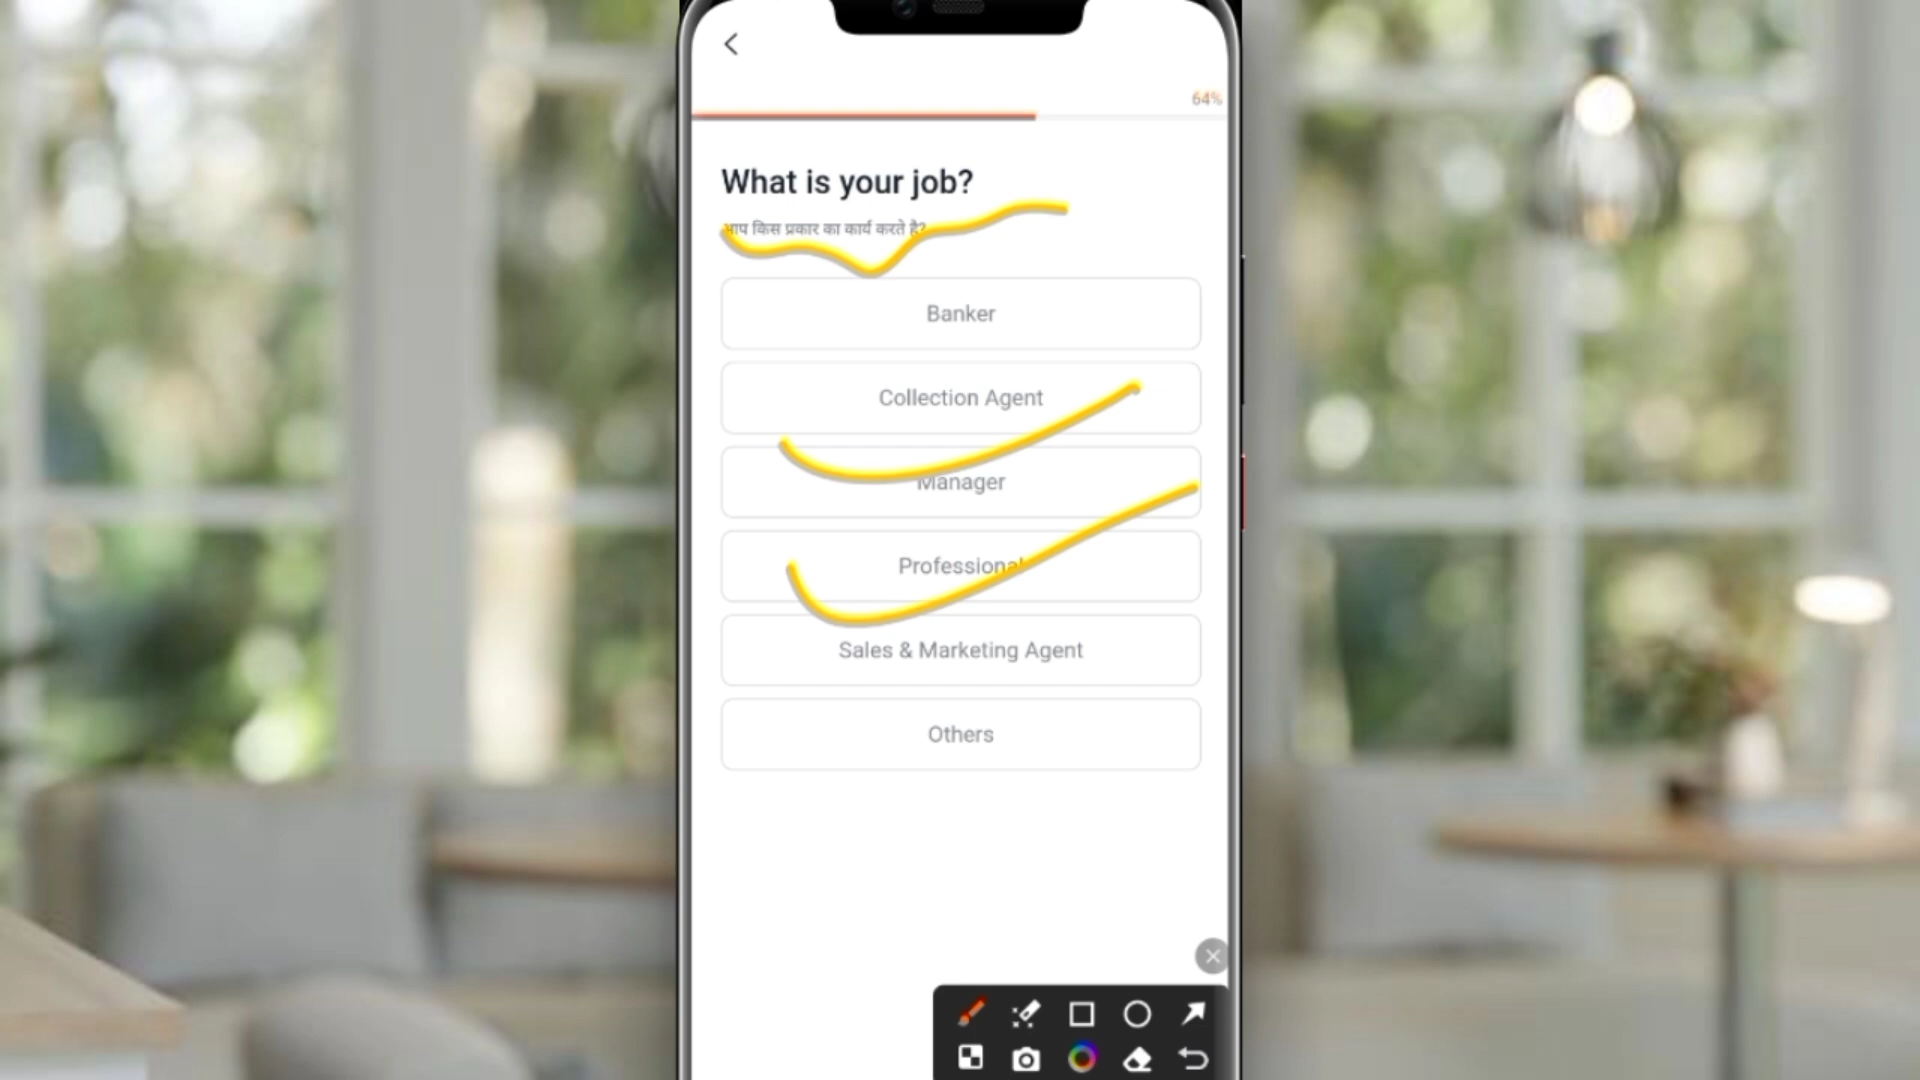 64%
What is your job?
आप किस प्रकार का कार्य करते है?
Banker
Collection Agent
Manager
Professional
Sales & Marketing Agent
Others